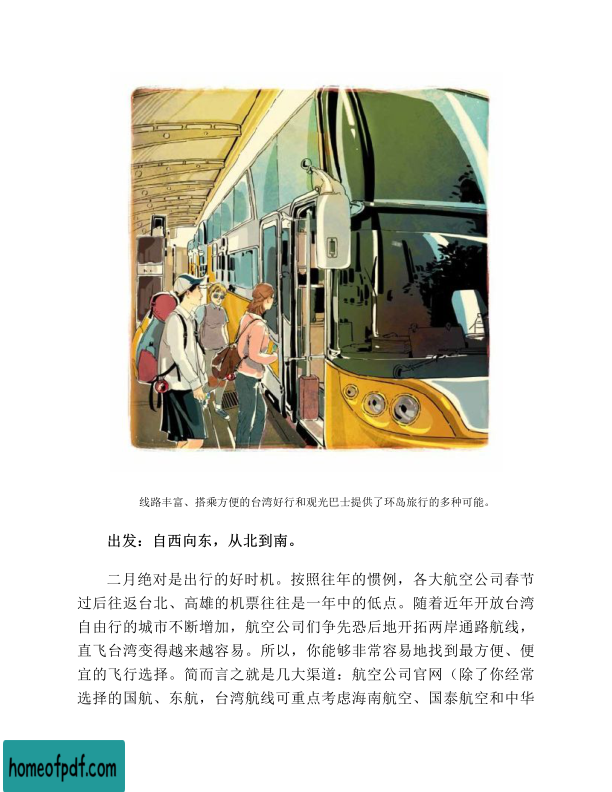 线路丰富、搭乘方便的台湾好行和观光巴士提供了环岛旅行的多种可能。
出发：自西向东，从北到南。
二月绝对是出行的好时机。按照往年的惯例，各大航空公司春节
过后往返台北、高雄的机票往往是一年中的低点。随着近年开放台湾
自由行的城市不断增加，航空公司们争先恐后地开拓两岸通路航线，
直飞台湾变得越来越容易。所以，你能够非常容易地找到最方便、便
宜的飞行选择。简而言之就是几大渠道：航空公司官网（除了你经常
选择的国航、东航，台湾航线可重点考虑海南航空、国泰航空和中华
homeofpdf.com